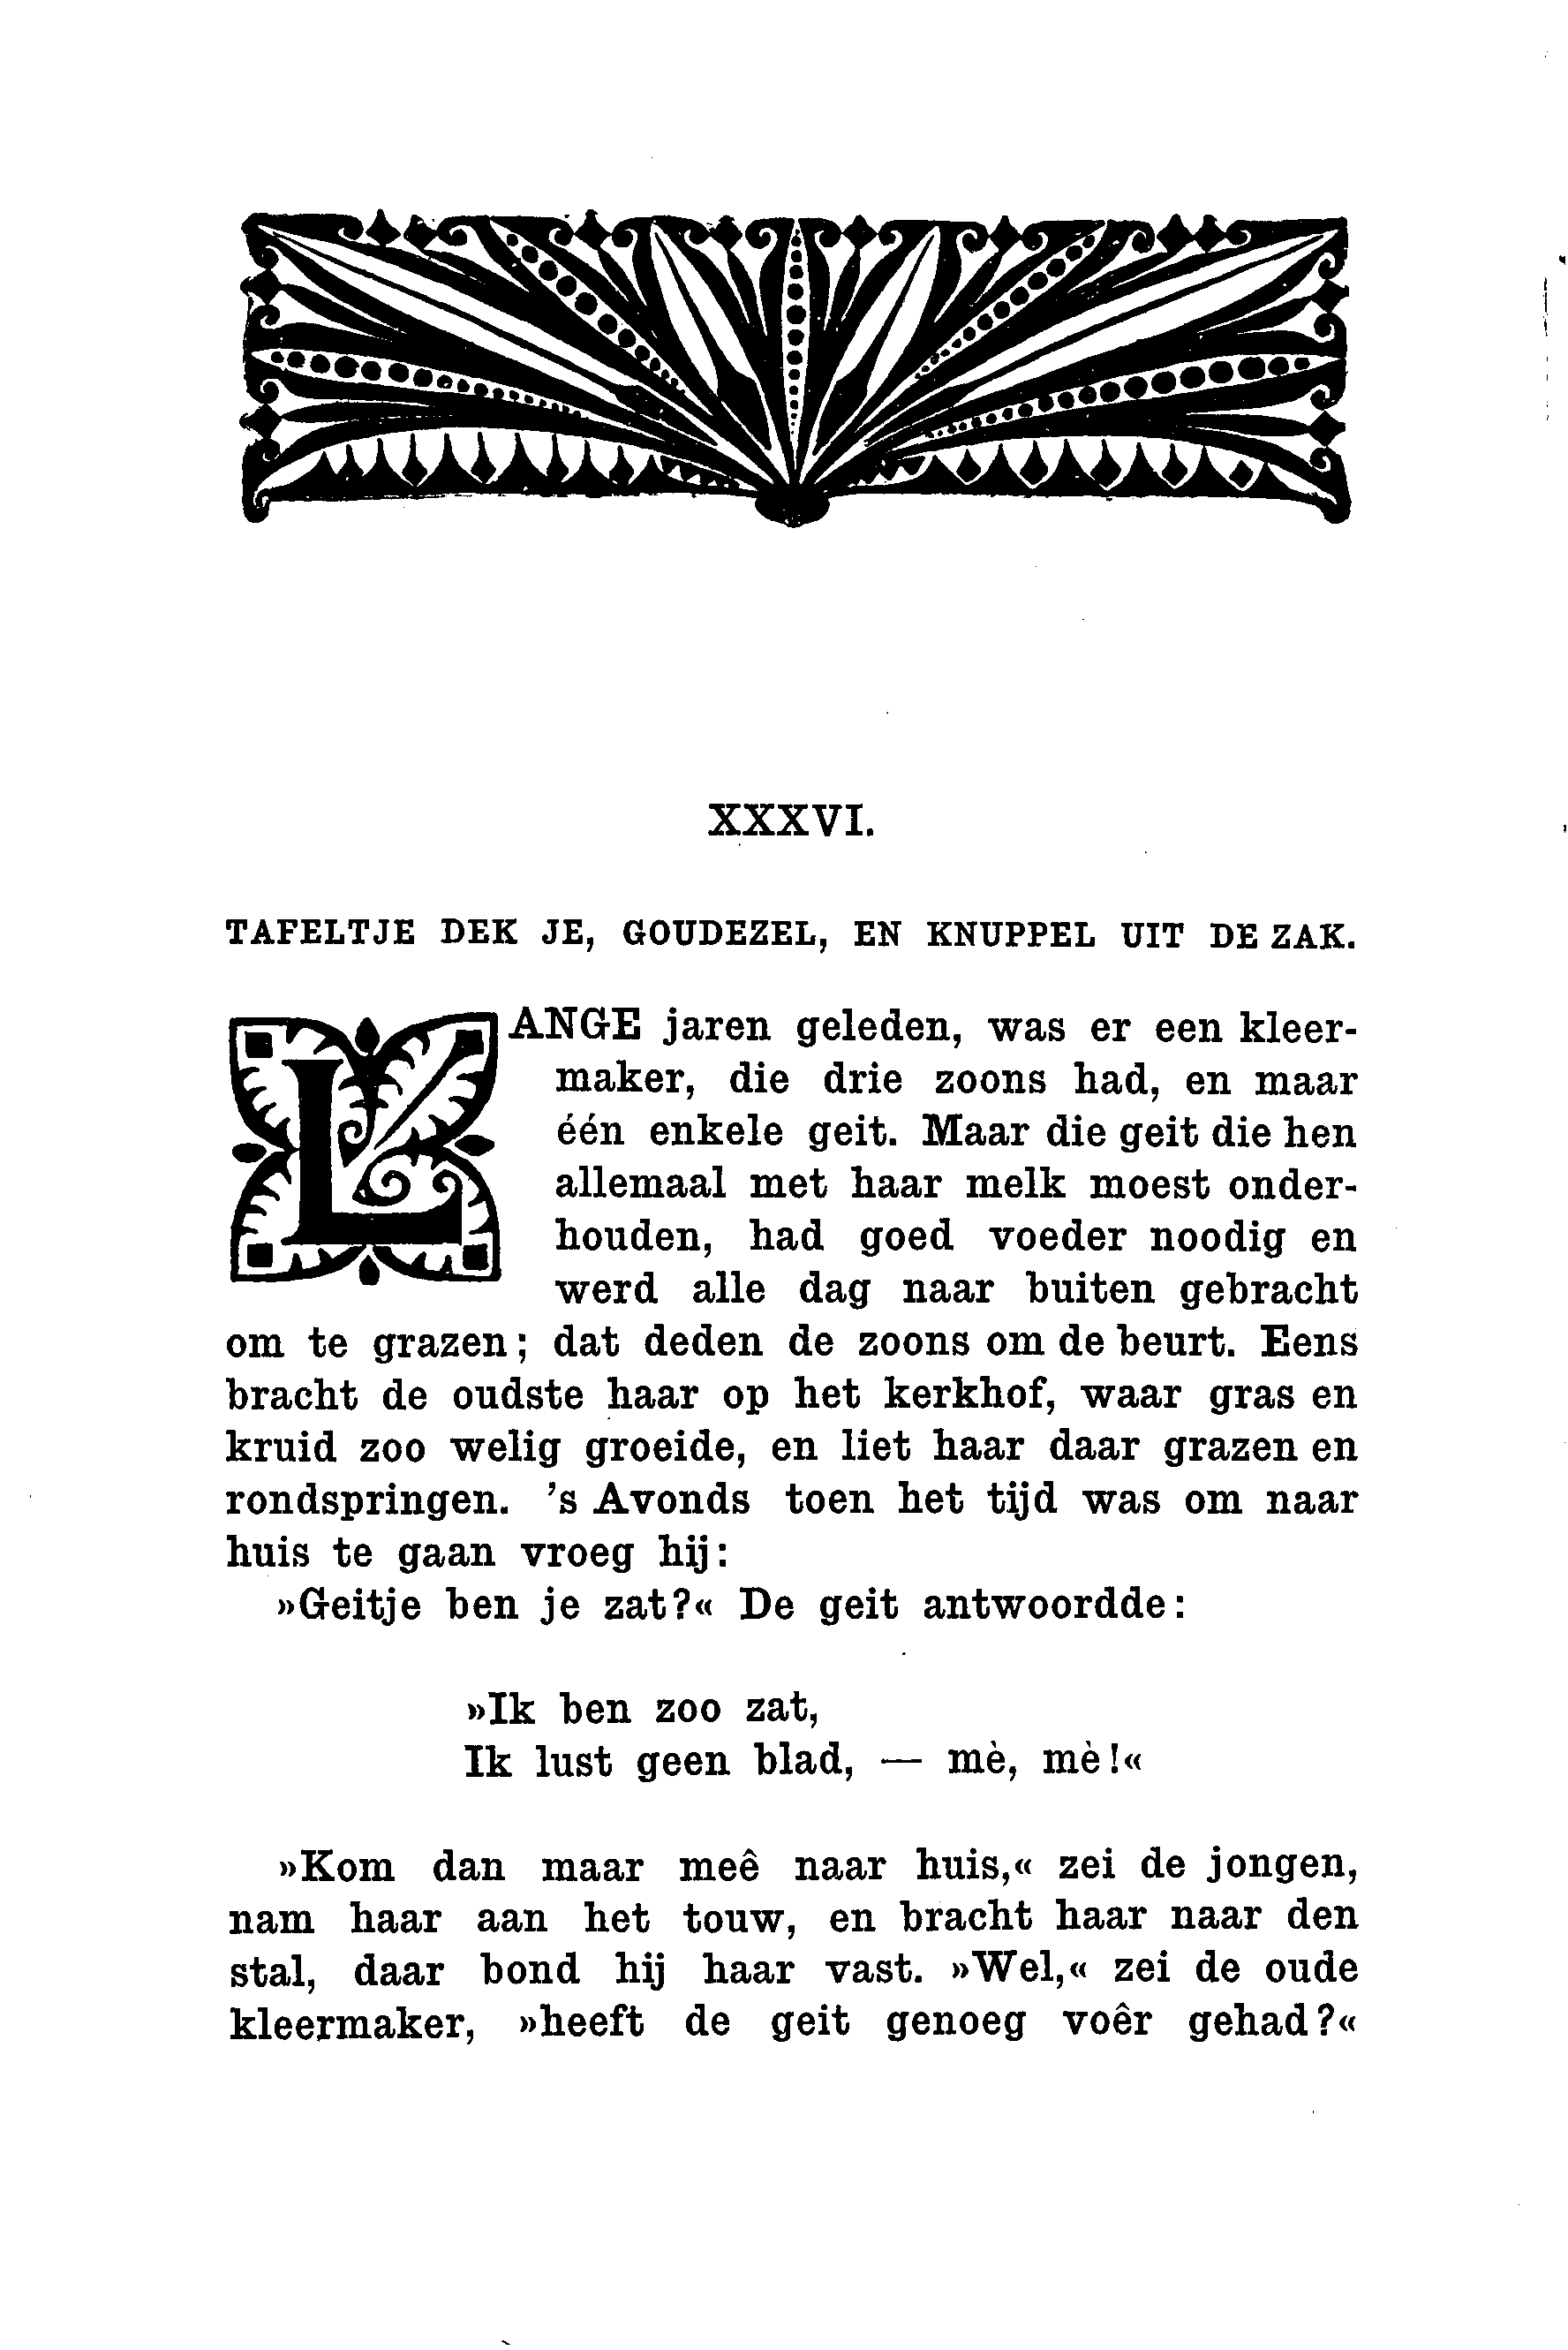 XXXVI.
TAFELTJE DEK JE, GOUDEZEL, EN KNUPPEL UIT DE ZAK.
LANGE jaren geleden, was er een kleer-
maker, die drie zoons had, en maar
één enkele geit. Maar die geit die hen
allemaal met haar melk moest onder-
houden, had goed voeder noodig en
werd alle dag naar buiten gebracht
om te grazen; dat deden de zoons om de beurt. Eens
bracht de oudste haar op het kerkhof, waar gras en
kruid zoo welig groeide, en liet haar daar grazen en
rondspringen. 's Avonds toen het tijd was om naar
huis te gaan vroeg hij:
»Geitje ben je zat?« De geit antwoordde:
»Ik ben zoo zat,
Ik lust geen blad, — mè, mè!«
»Kom dan maar meê naar huis,« zei de jongen,
nam haar aan het touw, en bracht haar naar den
stal, daar bond hij haar vast. »Wel,« zei de oude
kleermaker, »heeft de geit genoeg voêr gehad?«